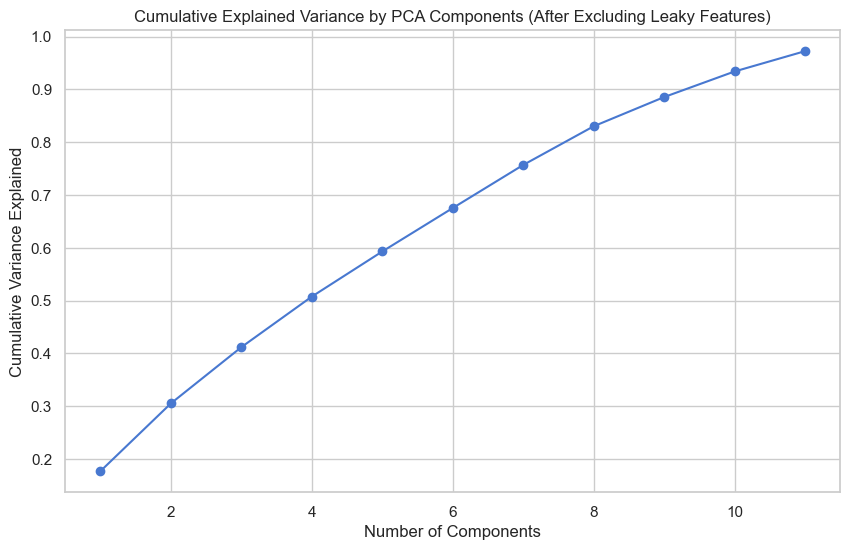 Cumulative Explained Variance by PCA Components (After Excluding Leaky Features)
Cumulative Variance Explained
1.0
0.9
0.8
0.7
0.6
0.5
0.4
0.3
0.2
2 4 6 8 10
Number of Components